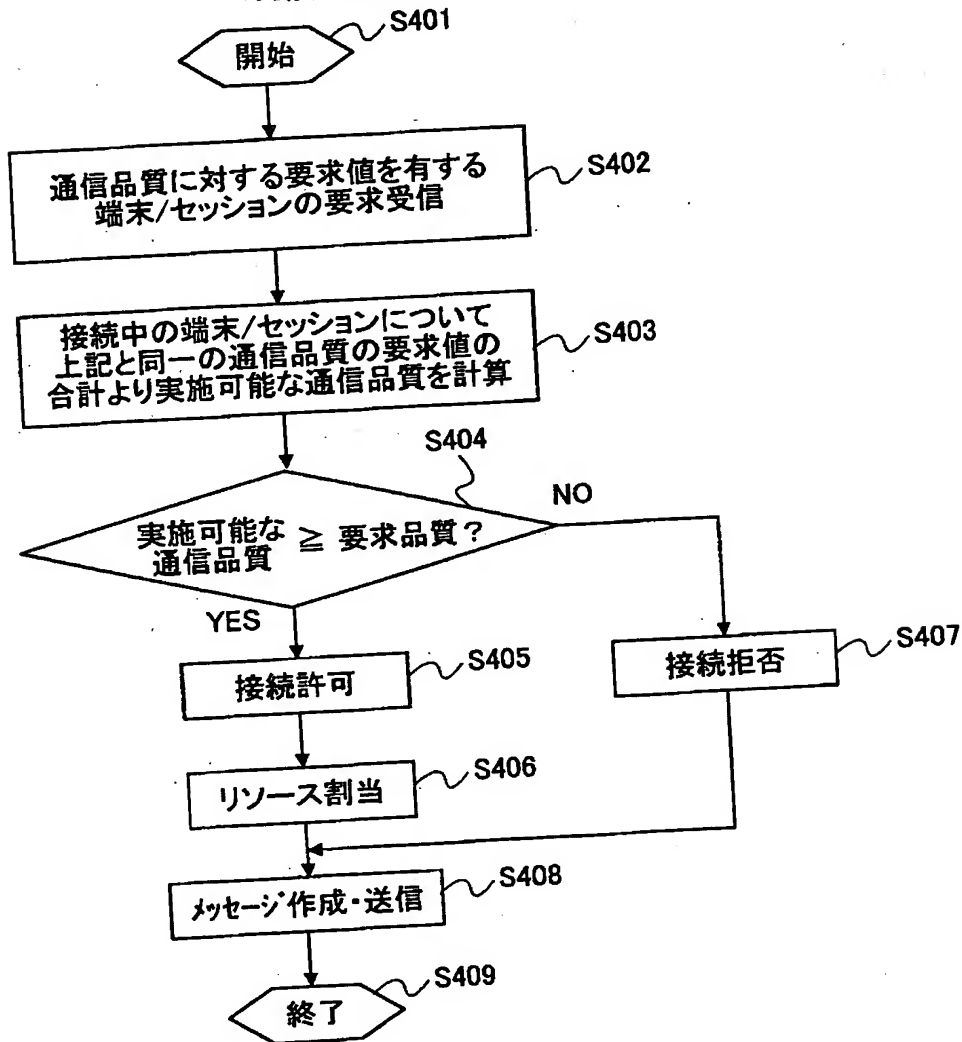 S401
開始
通信品質に対する要求値を有する
端末/セッションの要求受信
S402
接続中の端末/セッションについて
上記と同一の通信品質の要求値の
合計より実施可能な通信品質を計算
S403
S404
実施可能な
通信品質 ≧ 要求品質?
NO
YES
接続許可
S405
接続拒否
S407
リソース割当
S406
メッセージ作成・送信
S408
終了
S409